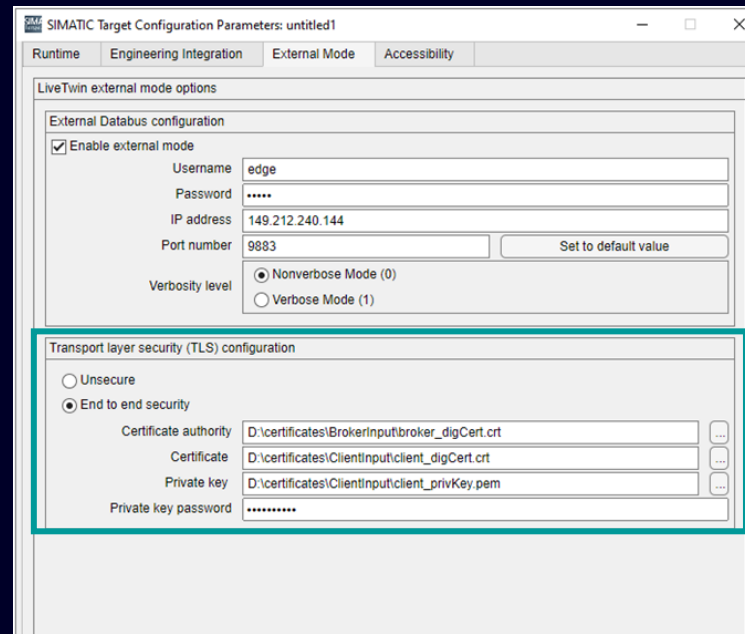 SIMATIC Target Configuration Parameters: untitled1
Runtime Engineering Integration External Mode Accessibility
LiveTwin external mode options
External Databus configuration
Enable external mode
Username edge
Password •••••
IP address 149.212.240.144
Port number 9883 Set to default value
Verbosity level
Nonverbose Mode (0)
Verbose Mode (1)
Transport layer security (TLS) configuration
Unsecure
End to end security
Certificate authority D:\certificates\BrokerInput\broker_digCert.crt ...
Certificate D:\certificates\ClientInput\client_digCert.crt ...
Private key D:\certificates\ClientInput\client_privKey.pem ...
Private key password ••••••••••